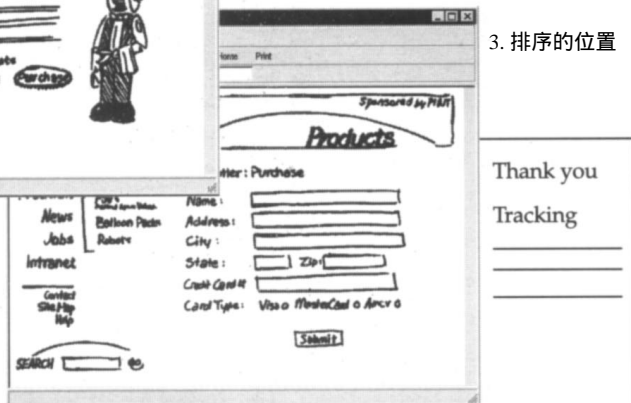 3. 排序的位置
Purchase
Home Print
Sponsored by
Products
: Purchase
Name:
News
Balloon Packs
Address:
Jobs
Robots
City:
Intranet
State: Zip:
Credit Card #
Contact
Site Map
Help
Card Type: Visa o MasterCard o Amex o
Submit
SEARCH Go
Thank you
Tracking